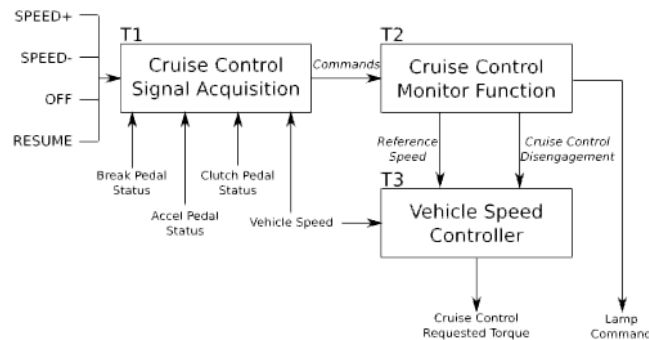 SPEED+
SPEED-
OFF
RESUME
T1
Cruise Control
Signal Acquisition
Commands
T2
Cruise Control
Monitor Function
Break Pedal
Status
Accel Pedal
Status
Clutch Pedal
Status
Vehicle Speed
Reference
Speed
Cruise Control
Disengagement
T3
Vehicle Speed
Controller
Cruise Control
Requested Torque
Lamp
Command